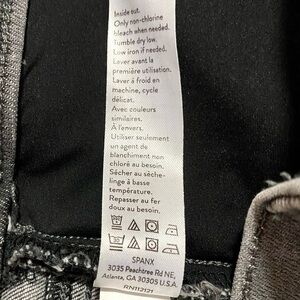 Inside out.
Only non-chlorine
bleach when needed.
Tumble dry low.
Low iron if needed.
Laver avant la
première utilisation.
Laver à froid en
machine, cycle
délicat.
Avec couleurs
similaires.
À l'envers.
Utiliser seulement
un agent de
blanchiment non
chloré au besoin.
Sécher au sèche-
linge à basse
température.
Repasser au fer
doux au besoin.
SPANX
3035 Peachtree Rd NE,
Atlanta, GA 30305 U.S.A.
RN112121